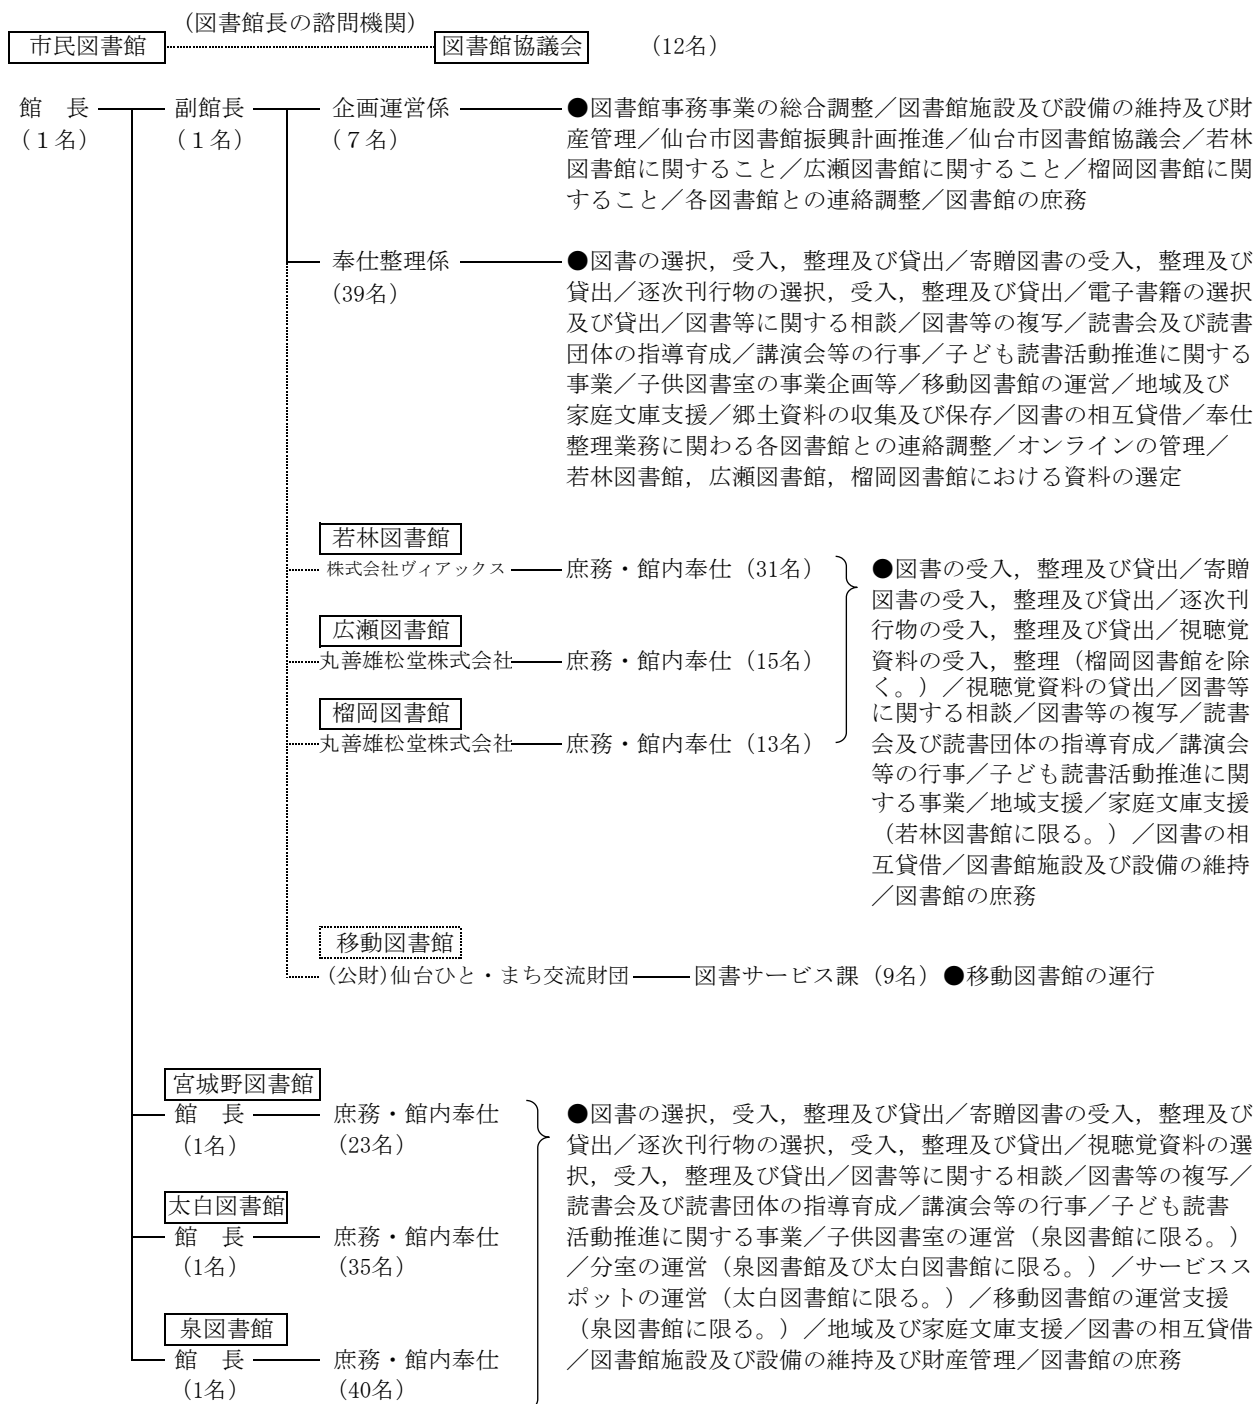 (図書館長の諮問機関)
市民図書館 図書館協議会 (12名)
館　長 副館長 企画運営係 ●図書館事務事業の総合調整／図書館施設及び設備の維持及び財
(１名) (１名) (７名) 産管理／仙台市図書館振興計画推進／仙台市図書館協議会／若林
図書館に関すること／広瀬図書館に関すること／榴岡図書館に関
すること／各図書館との連絡調整／図書館の庶務
奉仕整理係 ●図書の選択，受入，整理及び貸出／寄贈図書の受入，整理及び
(39名) 貸出／逐次刊行物の選択，受入，整理及び貸出／電子書籍の選択
及び貸出／図書等に関する相談／図書等の複写／読書会及び読書
団体の指導育成／講演会等の行事／子ども読書活動推進に関する
事業／子供図書室の事業企画等／移動図書館の運営／地域及び
家庭文庫支援／郷土資料の収集及び保存／図書の相互貸借／奉仕
整理業務に関わる各図書館との連絡調整／オンラインの管理／
若林図書館，広瀬図書館，榴岡図書館における資料の選定
若林図書館
株式会社ヴィアックス 庶務・館内奉仕 (31名)
広瀬図書館
丸善雄松堂株式会社 庶務・館内奉仕 (15名)
榴岡図書館
丸善雄松堂株式会社 庶務・館内奉仕 (13名)
●図書の受入，整理及び貸出／寄贈
図書の受入，整理及び貸出／逐次刊
行物の受入，整理及び貸出／視聴覚
資料の受入，整理（榴岡図書館を除
く。）／視聴覚資料の貸出／図書等
に関する相談／図書等の複写／読書
会及び読書団体の指導育成／講演会
等の行事／子ども読書活動推進に関
する事業／地域支援／家庭文庫支援
（若林図書館に限る。）／図書の相
互貸借／図書館施設及び設備の維持
／図書館の庶務
移動図書館
(公財)仙台ひと・まち交流財団 図書サービス課 (9名) ●移動図書館の運行
宮城野図書館
館　長 庶務・館内奉仕
(1名) (23名)
太白図書館
館　長 庶務・館内奉仕
(1名) (35名)
泉図書館
館　長 庶務・館内奉仕
(1名) (40名)
●図書の選択，受入，整理及び貸出／寄贈図書の受入，整理及び
貸出／逐次刊行物の選択，受入，整理及び貸出／視聴覚資料の選
択，受入，整理及び貸出／図書等に関する相談／図書等の複写／
読書会及び読書団体の指導育成／講演会等の行事／子ども読書
活動推進に関する事業／子供図書室の運営（泉図書館に限る。）
／分室の運営（泉図書館及び太白図書館に限る。）／サービスス
ポットの運営（太白図書館に限る。）／移動図書館の運営支援
（泉図書館に限る。）／地域及び家庭文庫支援／図書の相互貸借
／図書館施設及び設備の維持及び財産管理／図書館の庶務